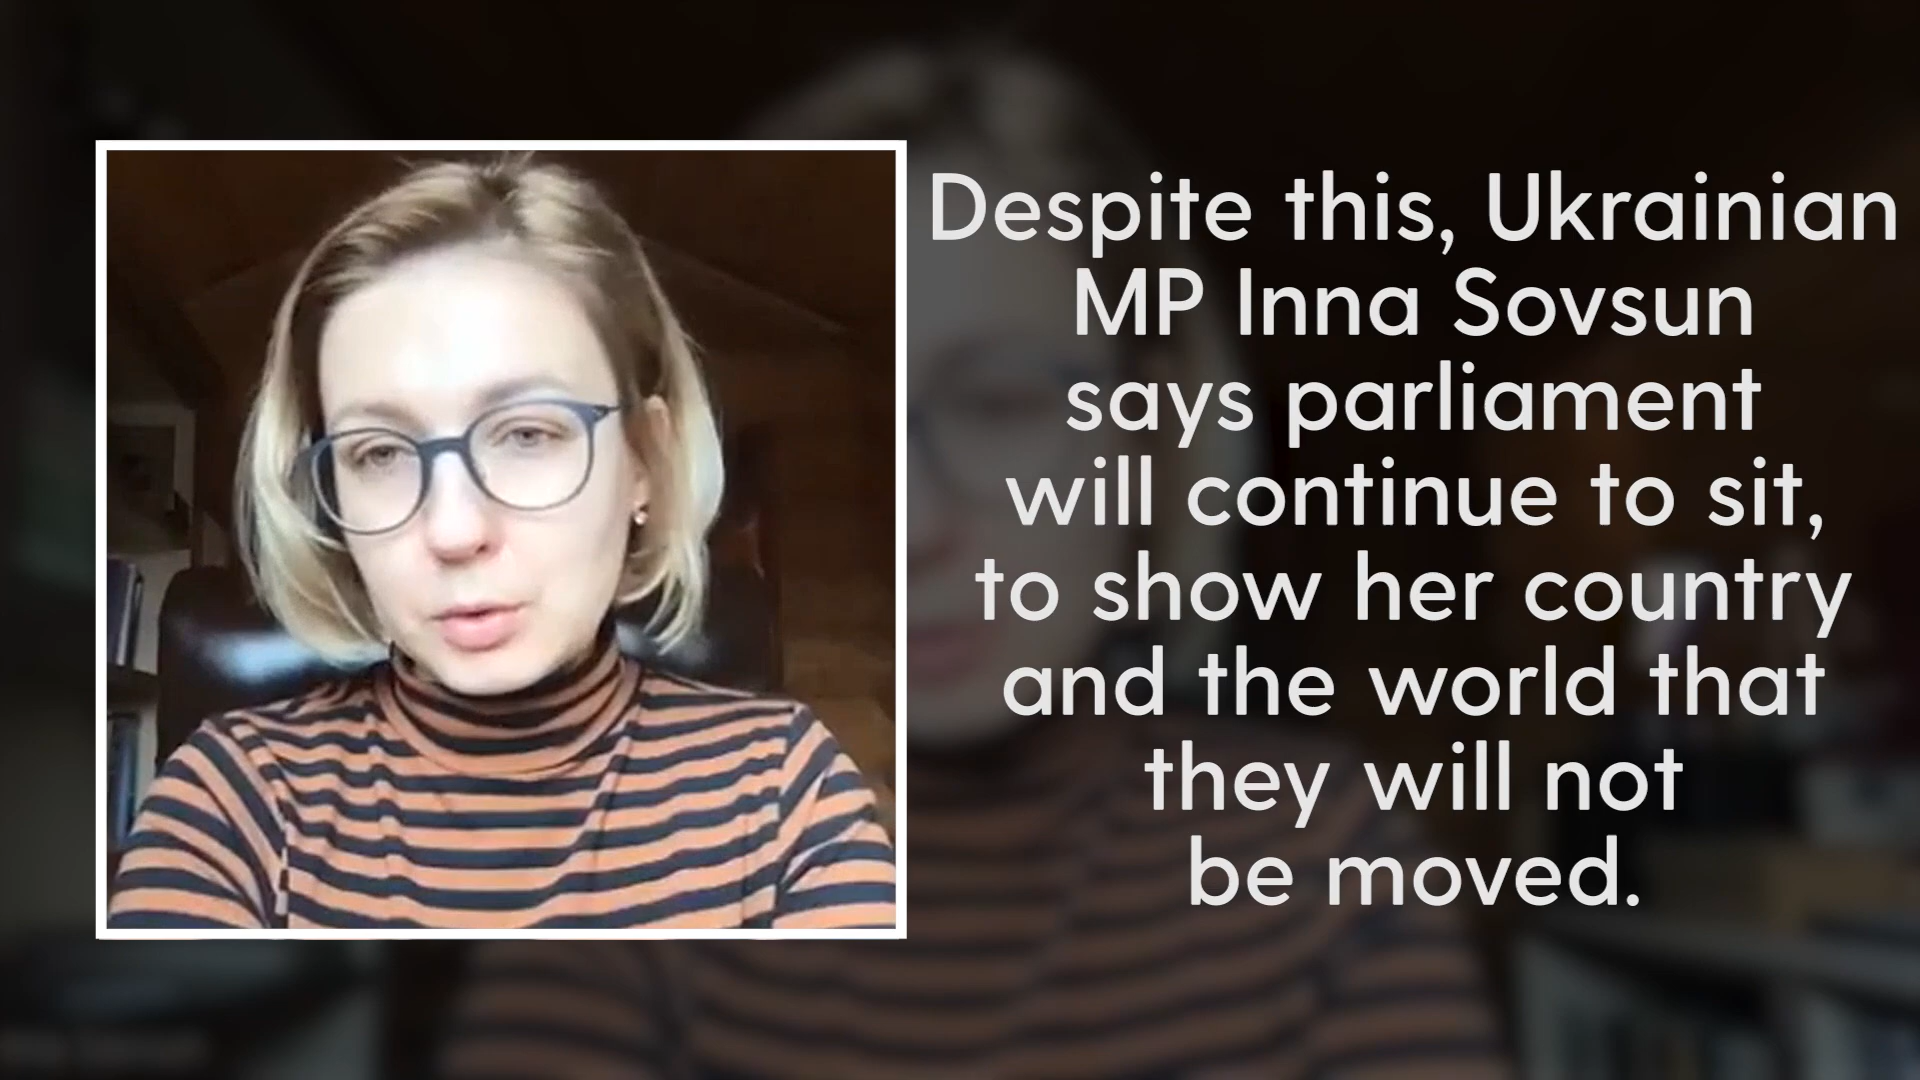 Despite this, Ukrainian
MP Inna Sovsun
says parliament
will continue to sit,
to show her country
and the world that
they will not
be moved.